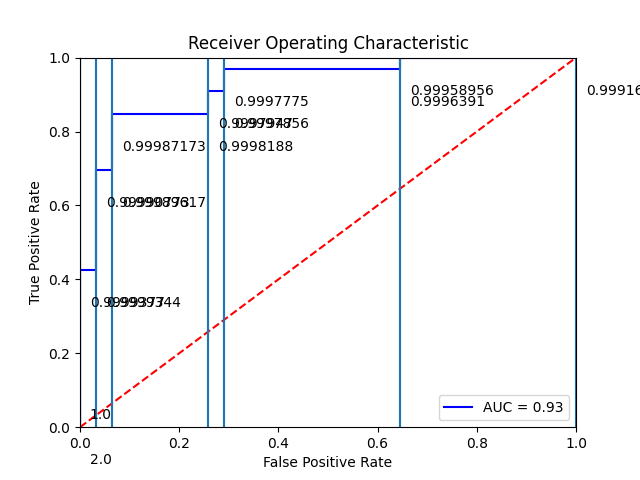 Receiver Operating Characteristic
True Positive Rate
1.0
0.8
0.6
0.4
0.2
0.0
0.99958956
0.9996391
0.99916
0.9997775
0.99987173
0.9998188
1.0
2.0
AUC = 0.93
0.0 0.2 0.4 0.6 0.8 1.0
False Positive Rate